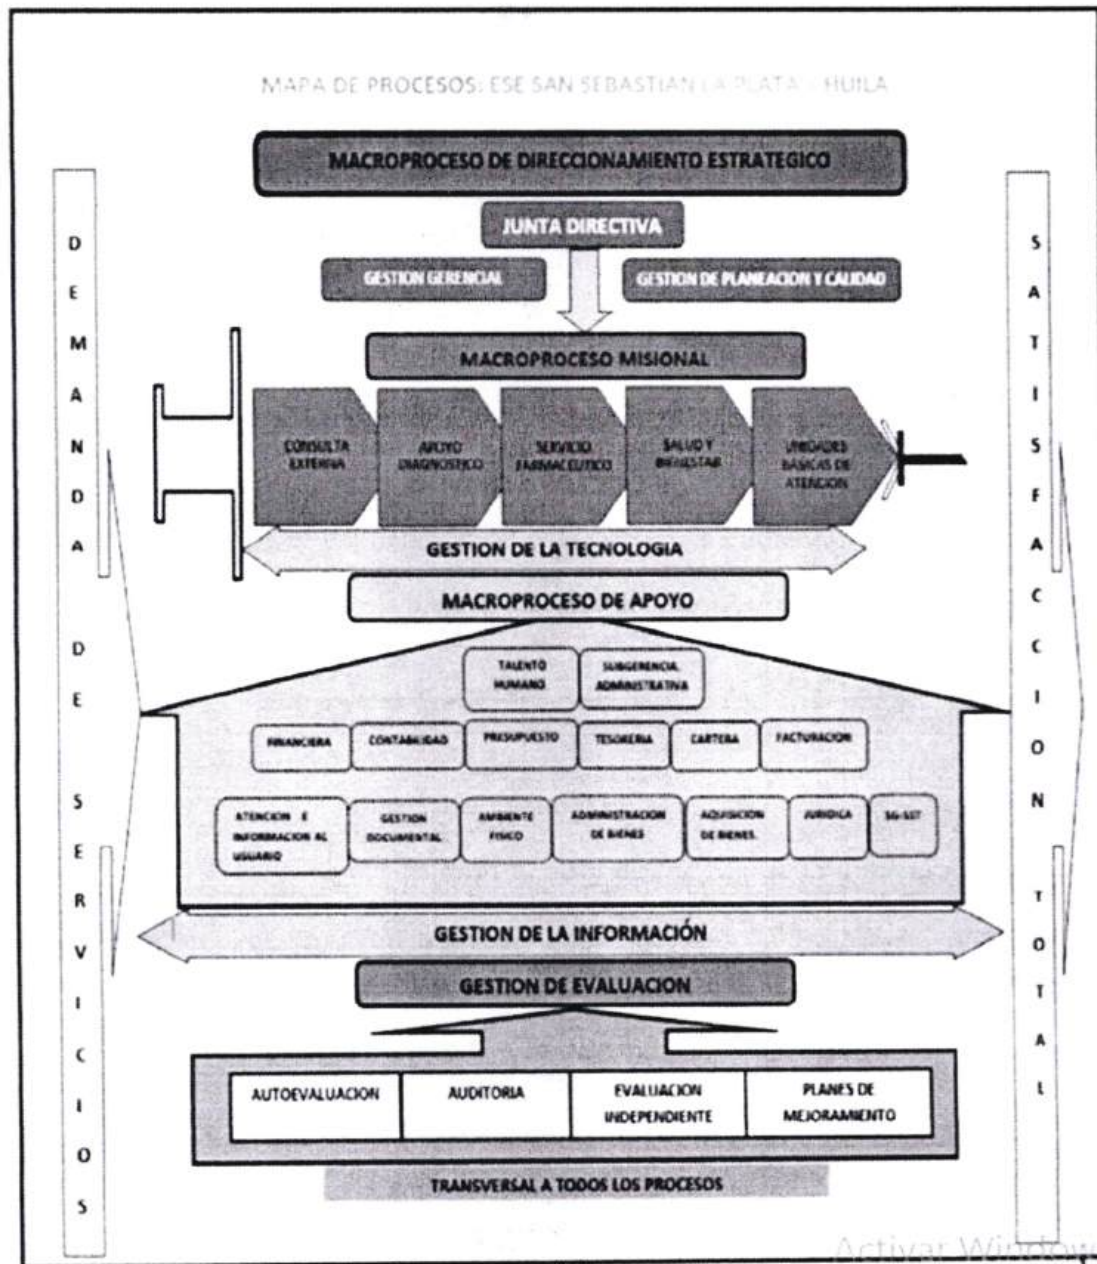 MAPA DE PROCESOS: ESE SAN SEBASTIAN LA PLATA - HUILA
MACROPROCESO DE DIRECCIONAMIENTO ESTRATEGICO
JUNTA DIRECTIVA
GESTION GERENCIAL
GESTION DE PLANEACION Y CALIDAD
MACROPROCESO MISIONAL
CONSULTA
EXTERNA
APOYO
DIAGNOSTICO
SERVICIO
FARMACEUTICO
SALUD Y
BIENESTAR
UNIDADES
BASICAS DE
ATENCION
GESTION DE LA TECNOLOGIA
MACROPROCESO DE APOYO
TALENTO
HUMANO
SUBGERENCIA
ADMINISTRATIVA
FINANCIERA
CONTABILIDAD
PRESUPUESTO
TESORERIA
CARTERA
FACTURACION
ATENCION E
INFORMACION AL
USUARIO
GESTION
DOCUMENTAL
AMBIENTE
FISICO
ADMINISTRACION
DE BIENES
AQUISICION
DE BIENES.
JURIDICA
SG-SST
GESTION DE LA INFORMACIÓN
GESTION DE EVALUACION
AUTOEVALUACION
AUDITORIA
EVALUACION
INDEPENDIENTE
PLANES DE
MEJORAMIENTO
TRANSVERSAL A TODOS LOS PROCESOS
DEMANDA DE SERVICIOS
SATISFACCION TOTAL
Activar Windows